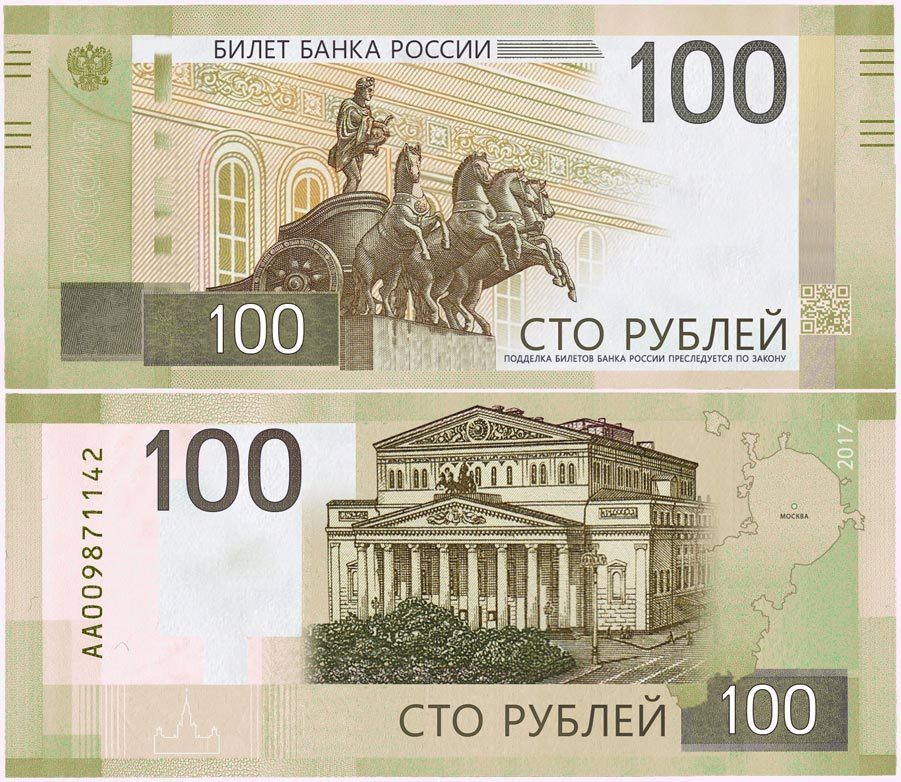 БИЛЕТ БАНКА РОССИИ
100
РОССИЯ
100
СТО РУБЛЕЙ
ПОДДЕЛКА БИЛЕТОВ БАНКА РОССИИ ПРЕСЛЕДУЕТСЯ ПО ЗАКОНУ
100
2017
АА009871142
МОСКВА
СТО РУБЛЕЙ
100